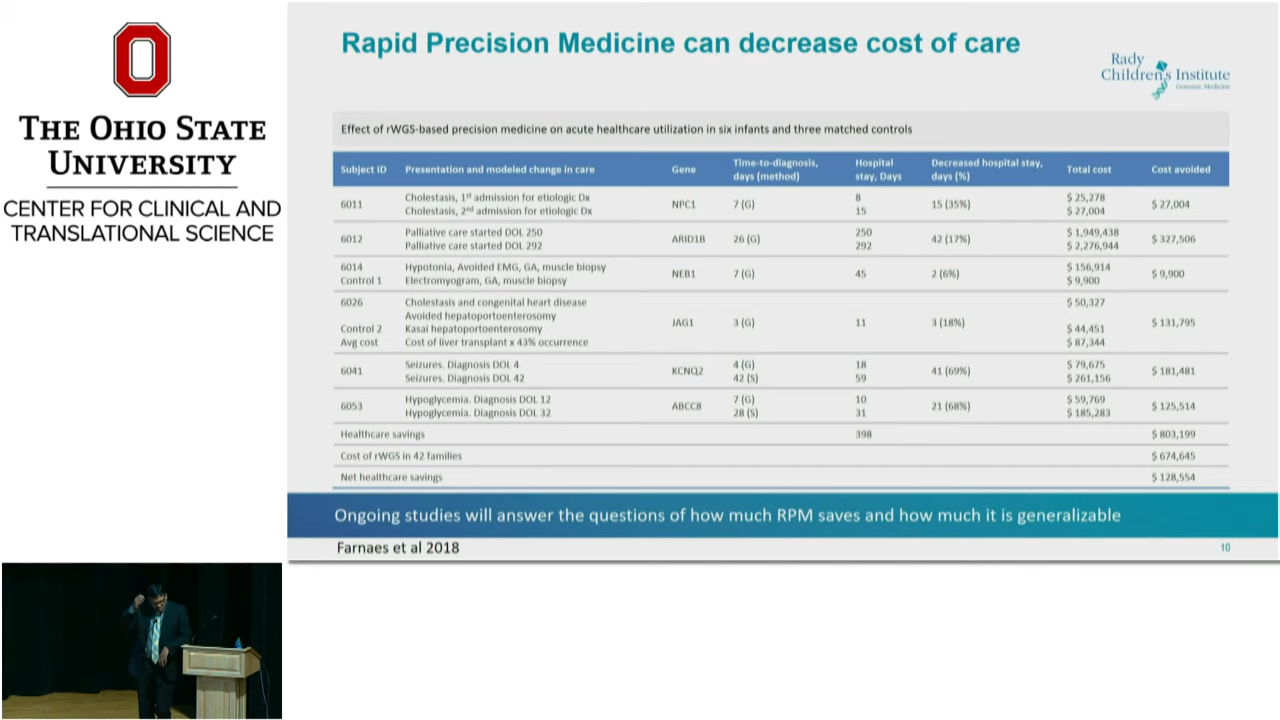 THE OHIO STATE
UNIVERSITY
CENTER FOR CLINICAL AND
TRANSLATIONAL SCIENCE
Rapid Precision Medicine can decrease cost of care
Rady
Children's Institute
Genomic Medicine
Effect of rWGS-based precision medicine on acute healthcare utilization in six infants and three matched controls
Subject ID Presentation and modeled change in care Gene Time-to-diagnosis, days (method) Hospital stay, Days Decreased hospital stay, days (%) Total cost Cost avoided
6011 Cholestasis, 1st admission for etiologic Dx NPC1 7 (G) 8 15 (35%) $ 25,278 $ 27,004
Cholestasis, 2nd admission for etiologic Dx 15 $ 27,004
6012 Palliative care started DOL 250 ARID1B 26 (G) 250 42 (17%) $ 1,949,438 $ 327,506
Palliative care started DOL 292 292 $ 2,276,944
6014 Hypotonia, Avoided EMG, GA, muscle biopsy NEB1 7 (G) 45 2 (6%) $ 156,914 $ 9,900
Control 1 Electromyogram, GA, muscle biopsy $ 9,900
6026 Cholestasis and congenital heart disease $ 50,327
Avoided hepatoportoenterosomy
JAG1 3 (G) 11 3 (18%) $ 131,795
Control 2 Kasai hepatoportoenterosomy $ 44,451
Avg cost Cost of liver transplant x 43% occurrence $ 87,344
6041 Seizures. Diagnosis DOL 4 KCNQ2 4 (G) 18 41 (69%) $ 79,675 $ 181,481
Seizures. Diagnosis DOL 42 42 (S) 59 $ 261,156
6053 Hypoglycemia. Diagnosis DOL 12 ABCC8 7 (G) 10 21 (68%) $ 59,769 $ 125,514
Hypoglycemia. Diagnosis DOL 32 28 (S) 31 $ 185,283
Healthcare savings 398 $ 803,199
Cost of rWGS in 42 families $ 674,645
Net healthcare savings $ 128,554
Ongoing studies will answer the questions of how much RPM saves and how much it is generalizable
Farnaes et al 2018
10